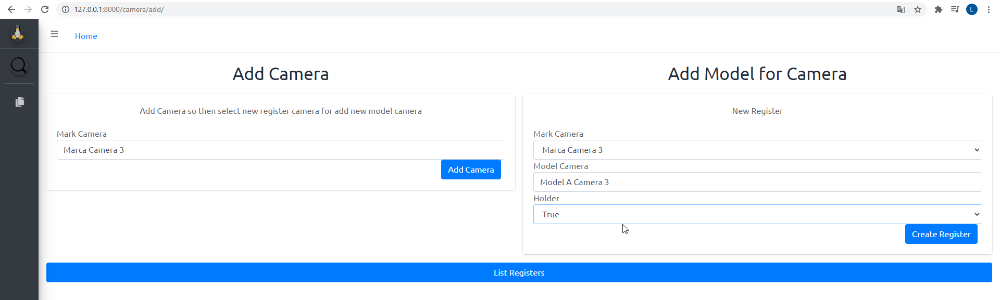 127.0.0.1:8000/camera/add/
L
Home
Add Camera
Add Camera so then select new register camera for add new model camera
Mark Camera
Marca Camera 3
Add Camera
Add Model for Camera
New Register
Mark Camera
Marca Camera 3
Model Camera
Model A Camera 3
Holder
True
Create Register
List Registers